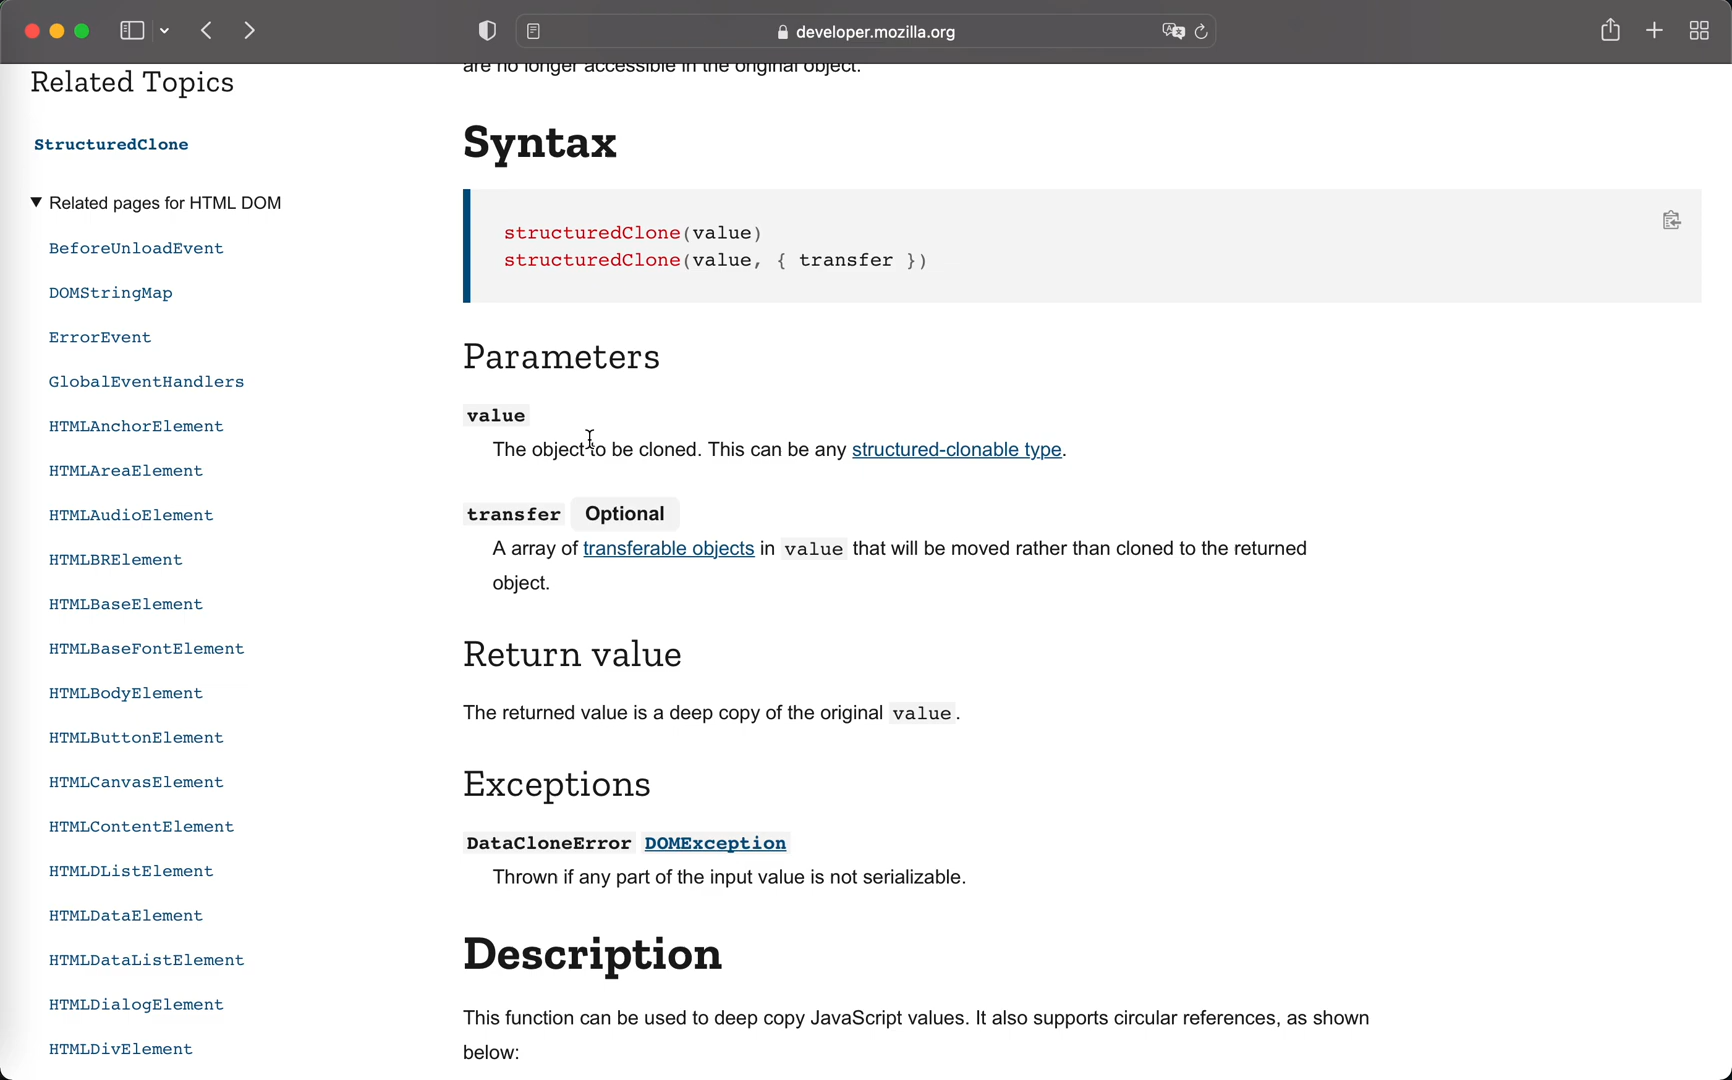 developer.mozilla.org
Related Topics
StructuredClone
Related pages for HTML DOM
BeforeUnloadEvent
DOMStringMap
ErrorEvent
GlobalEventHandlers
HTMLAnchorElement
HTMLAreaElement
HTMLAudioElement
HTMLBRElement
HTMLBaseElement
HTMLBaseFontElement
HTMLBodyElement
HTMLButtonElement
HTMLCanvasElement
HTMLContentElement
HTMLDListElement
HTMLDataElement
HTMLDataListElement
HTMLDialogElement
HTMLDivElement
are no longer accessible in the original object.
Syntax
structuredClone(value)
structuredClone(value, { transfer })
Parameters
value
The object to be cloned. This can be any structured-clonable type.
transfer Optional
A array of transferable objects in value that will be moved rather than cloned to the returned
object.
Return value
The returned value is a deep copy of the original value.
Exceptions
DataCloneError DOMException
Thrown if any part of the input value is not serializable.
Description
This function can be used to deep copy JavaScript values. It also supports circular references, as shown
below: